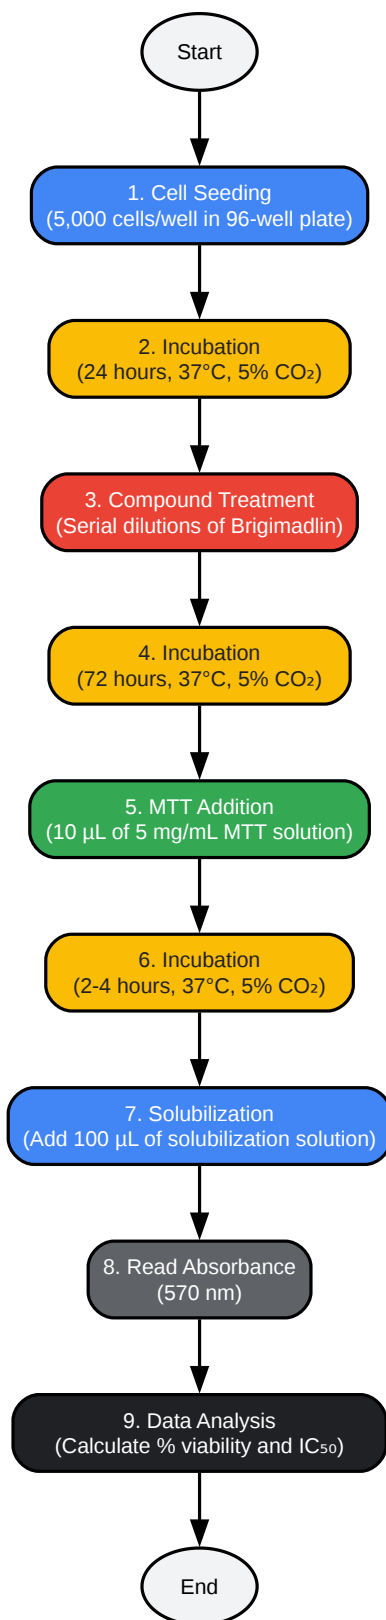 Start
1. Cell Seeding
(5,000 cells/well in 96-well plate)
2. Incubation
(24 hours, 37°C, 5% CO₂)
3. Compound Treatment
(Serial dilutions of Brigimadlin)
4. Incubation
(72 hours, 37°C, 5% CO₂)
5. MTT Addition
(10 µL of 5 mg/mL MTT solution)
6. Incubation
(2-4 hours, 37°C, 5% CO₂)
7. Solubilization
(Add 100 µL of solubilization solution)
8. Read Absorbance
(570 nm)
9. Data Analysis
(Calculate % viability and IC₅₀)
End